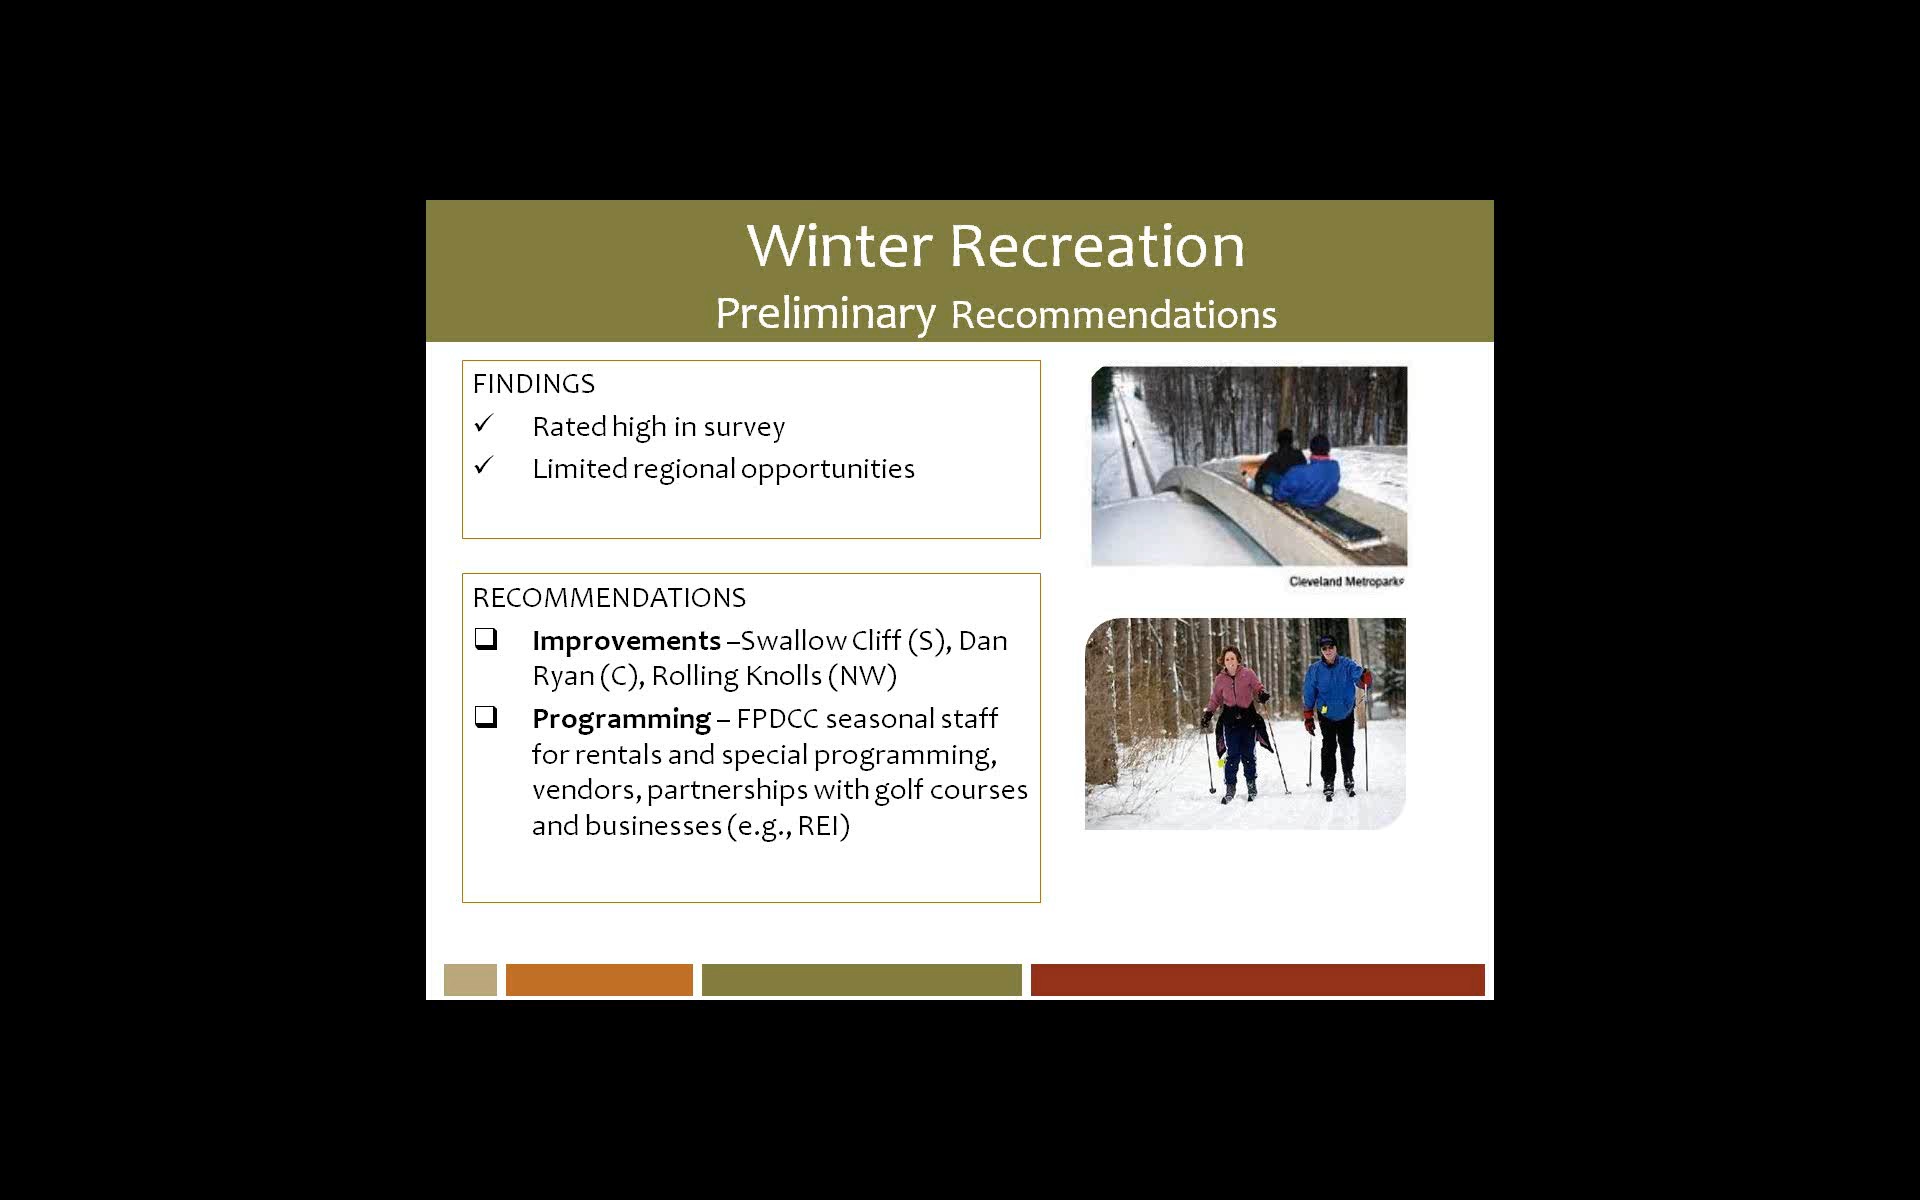 Winter Recreation
Preliminary Recommendations
FINDINGS
✓ Rated high in survey
✓ Limited regional opportunities
Cleveland Metroparks
RECOMMENDATIONS
❑ Improvements –Swallow Cliff (S), Dan
Ryan (C), Rolling Knolls (NW)
❑ Programming – FPDCC seasonal staff
for rentals and special programming,
vendors, partnerships with golf courses
and businesses (e.g., REI)